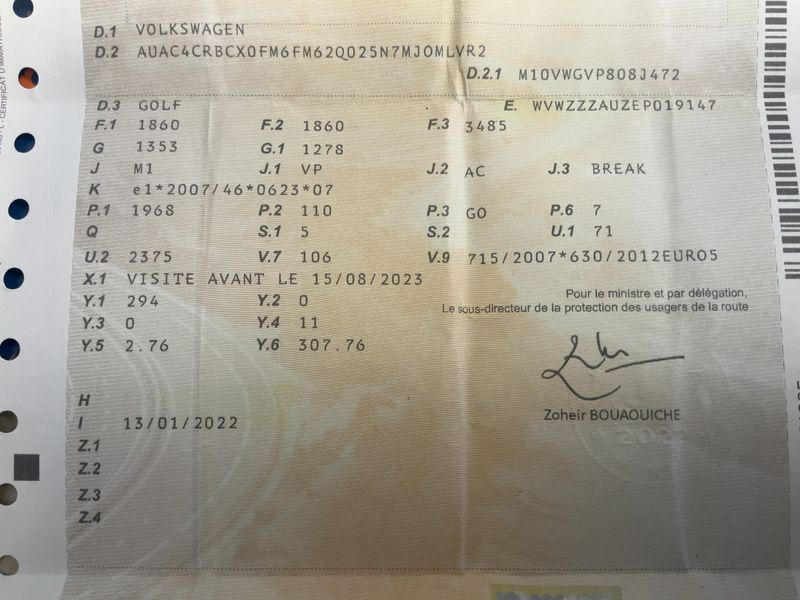 D.1 VOLKSWAGEN
D.2 AUAC4CRBCX0FM6FM62Q025N7MJOMLVR2
D.2.1 M10VWGVP808J472
D.3 GOLF E. WVWZZZAUZEP019147
F.1 1860 F.2 1860 F.3 3485
G 1353 G.1 1278
J M1 J.1 VP J.2 AC J.3 BREAK
K e1*2007/46*0623*07
P.1 1968 P.2 110 P.3 GO P.6 7
Q S.1 5 S.2 U.1 71
U.2 2375 V.7 106 V.9 715/2007*630/2012EURO5
X.1 VISITE AVANT LE 15/08/2023
Y.1 294 Y.2 0
Pour le ministre et par délégation,
Le sous-directeur de la protection des usagers de la route
Y.3 0 Y.4 11
Y.5 2.76 Y.6 307.76
H
I 13/01/2022
Zoheir BOUAOUICHE
Z.1
Z.2
Z.3
Z.4